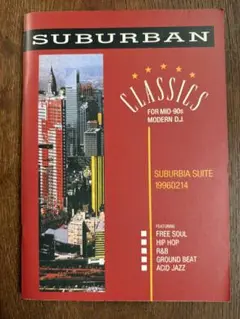 SUBURBAN
CLASSICS
FOR MID-90s
MODERN D.J.
SUBURBIA SUITE
19960214
FEATURING
FREE SOUL
HIP HOP
R&B
GROUND BEAT
ACID JAZZ